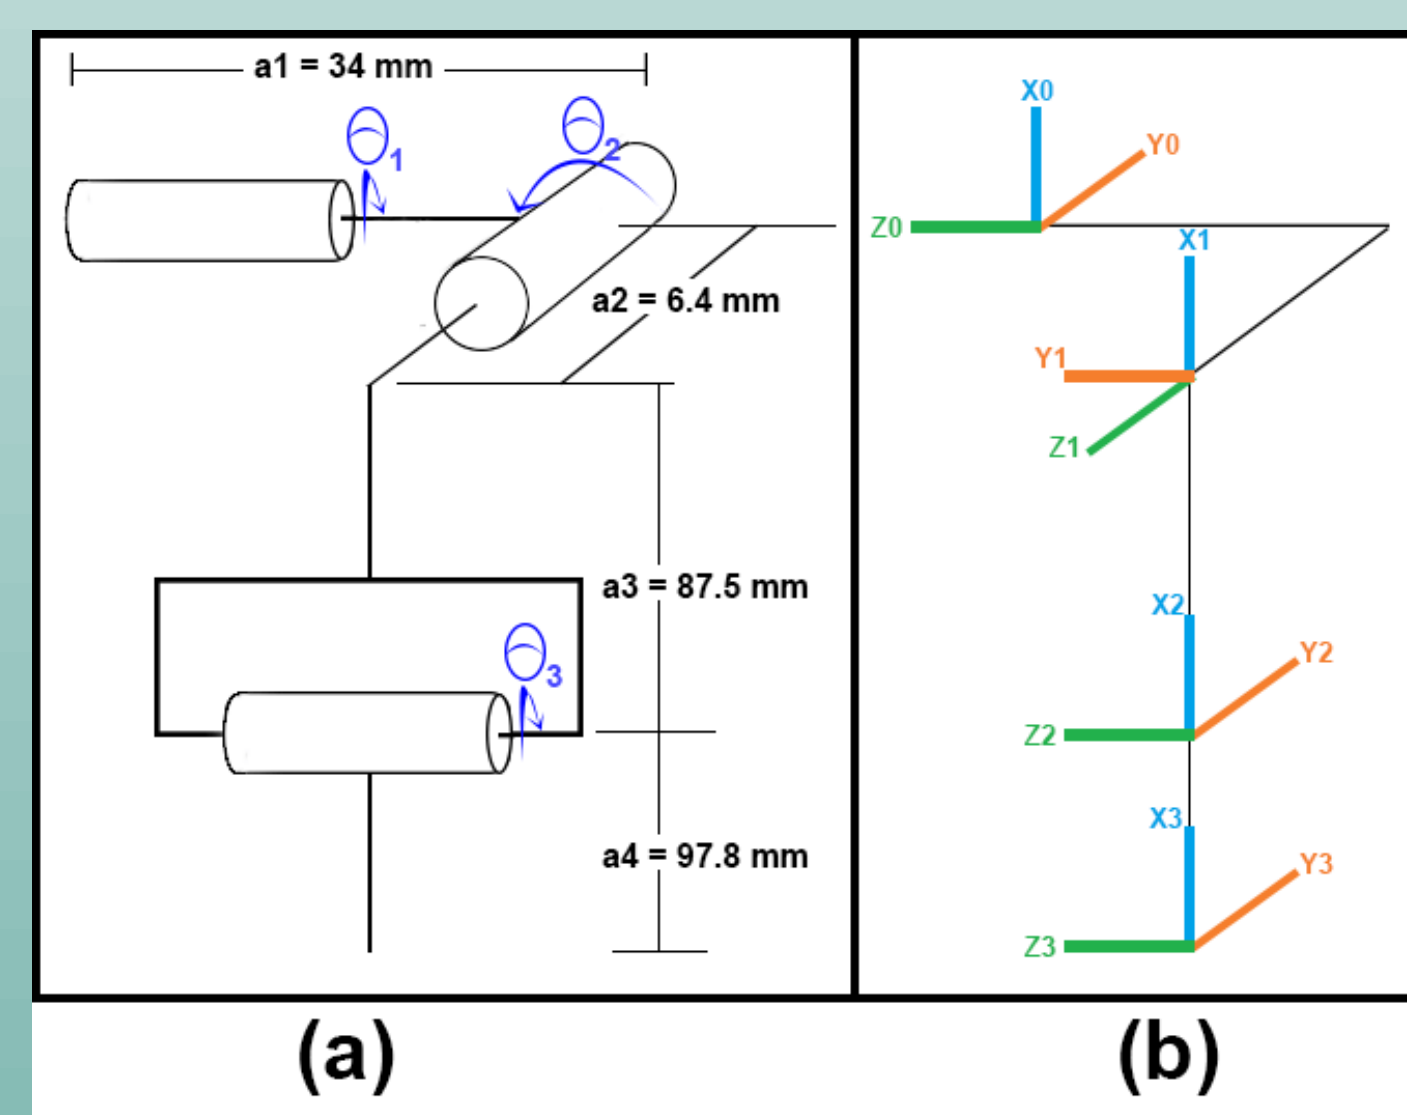 a1 = 34 mm
Θ1
Θ2
a2 = 6.4 mm
a3 = 87.5 mm
Θ3
a4 = 97.8 mm
(a)
X0
Y0
Z0
X1
Y1
Z1
X2
Y2
Z2
X3
Y3
Z3
(b)